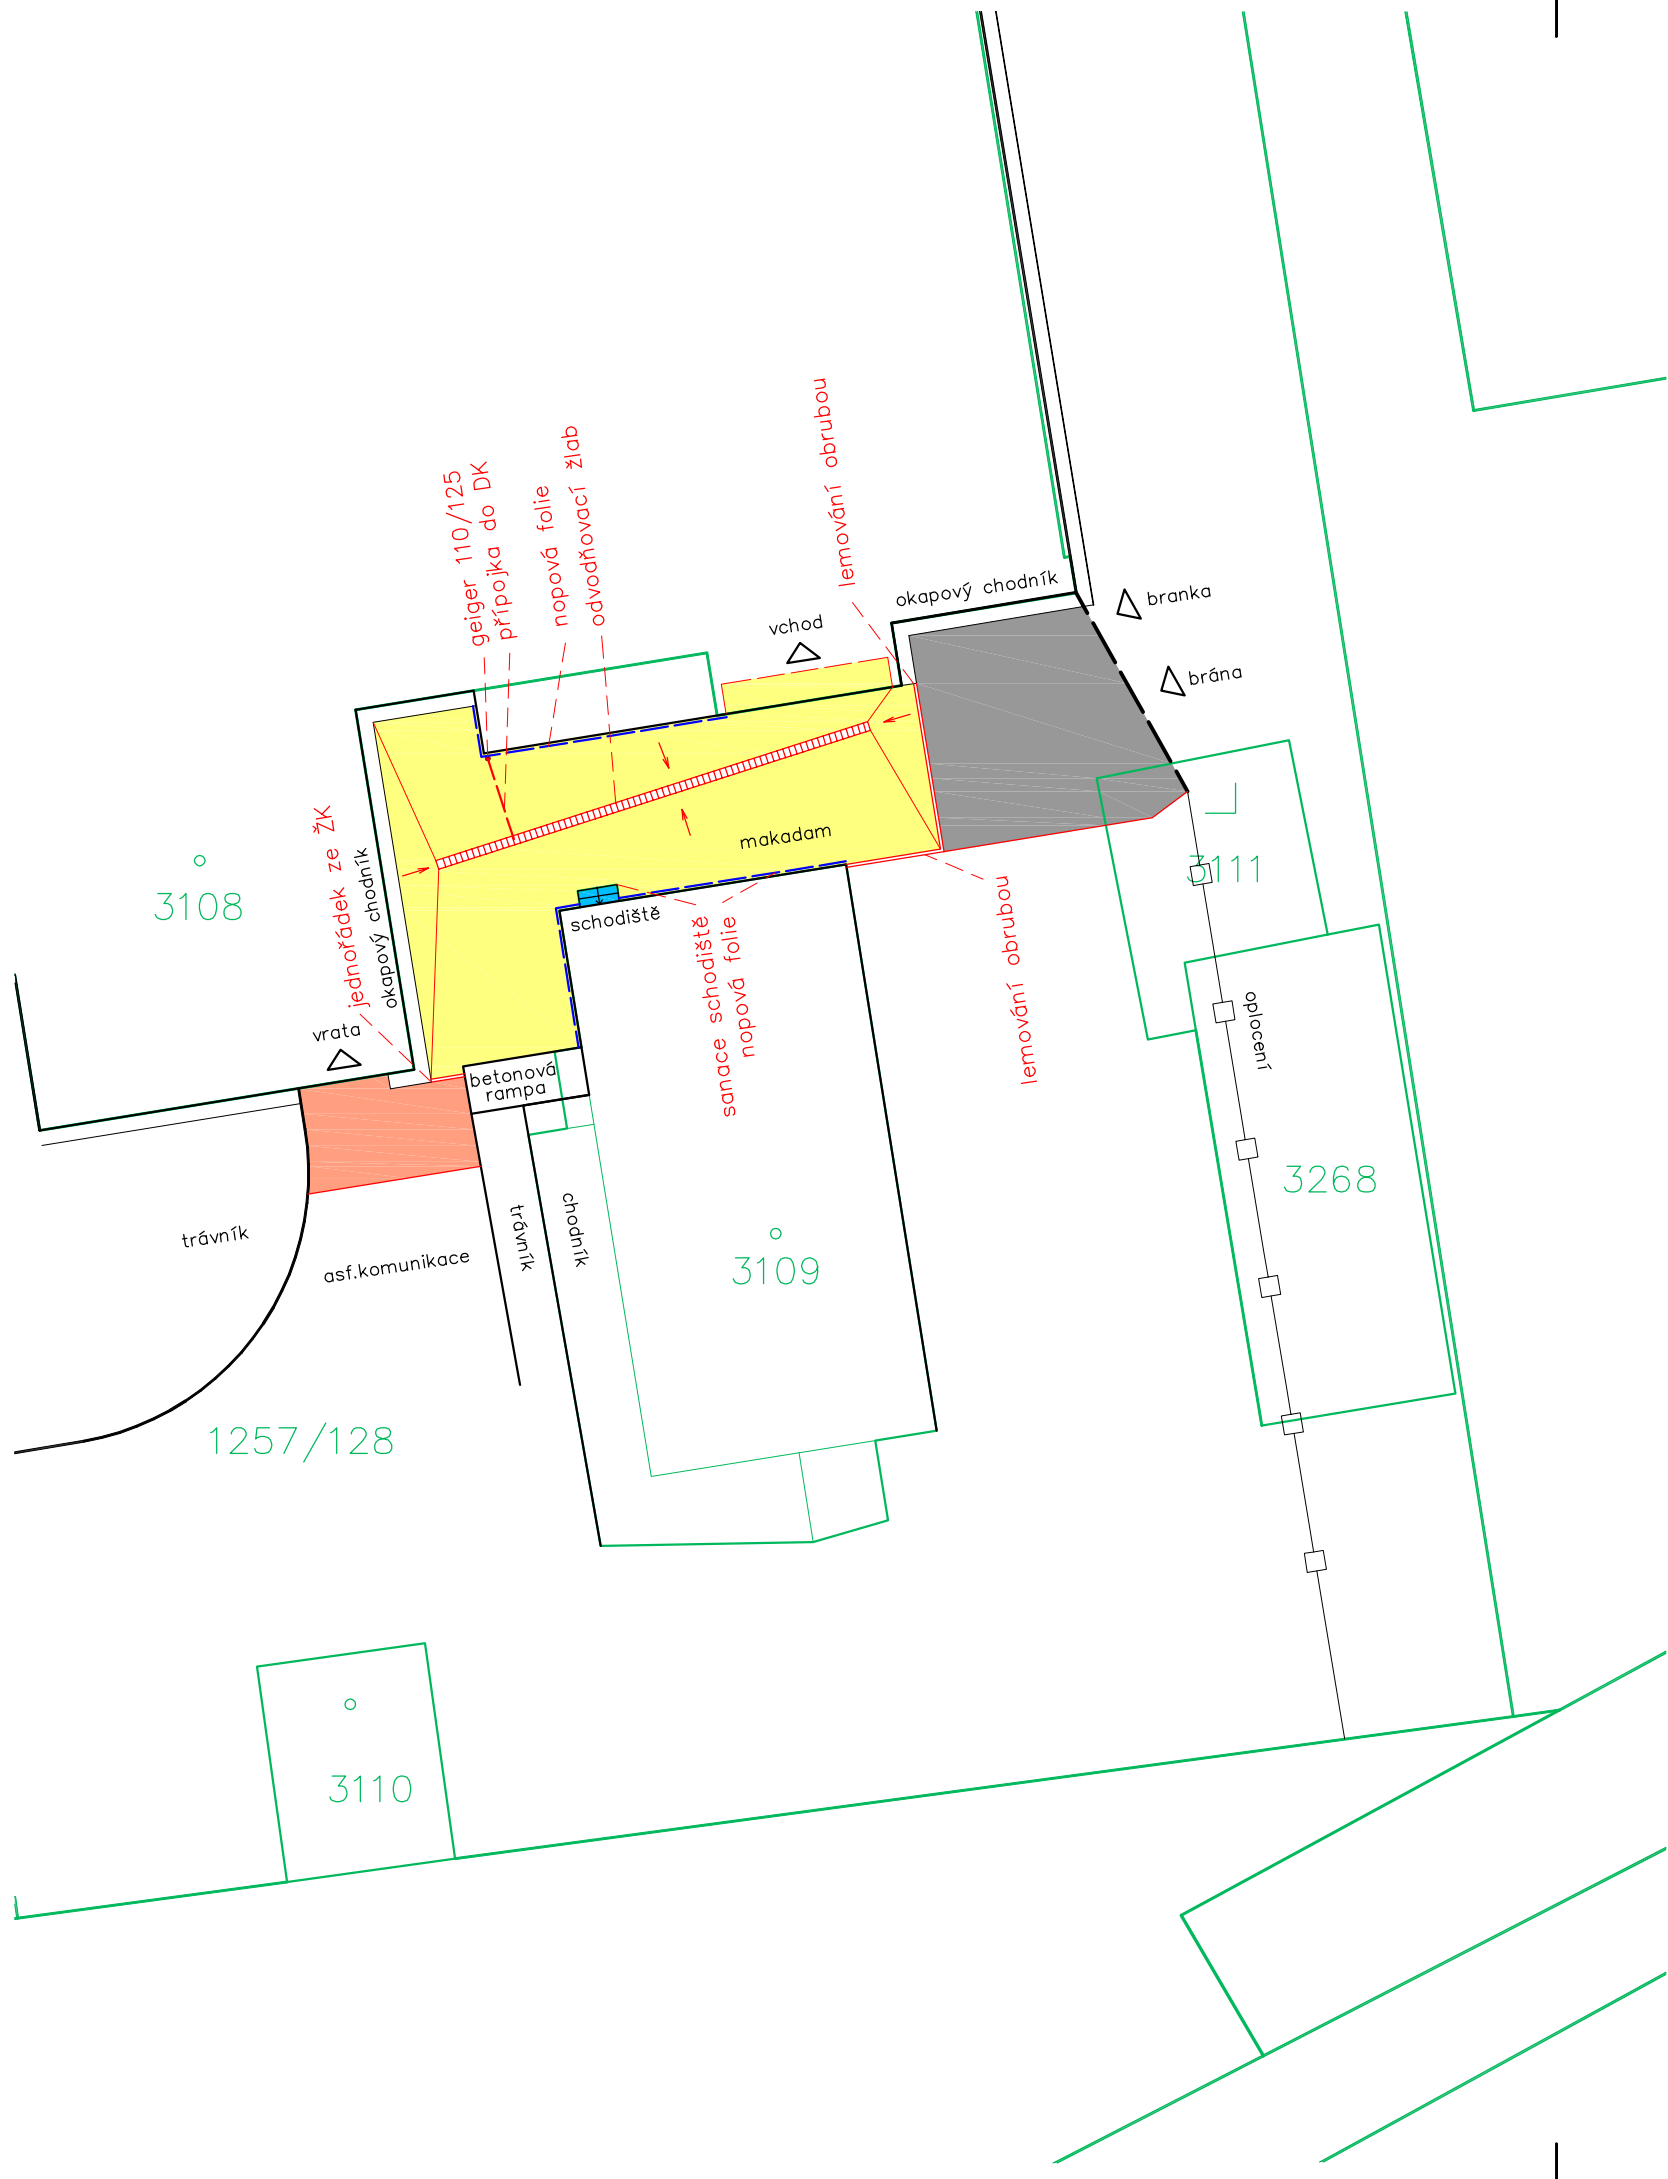 lemování obrubou
geiger 110/125
přípojka do DK
nopová folie
odvodňovací žlab
okapový chodník
branka
vchod
brána
makadam
3111
3108
jednořádek ze ŽK
okapový chodník
schodiště
sanace schodiště
nopová folie
lemování obrubou
oplocení
vrata
betonová
rampa
3268
trávník
trávník
chodník
asf.komunikace
3109
1257/128
3110